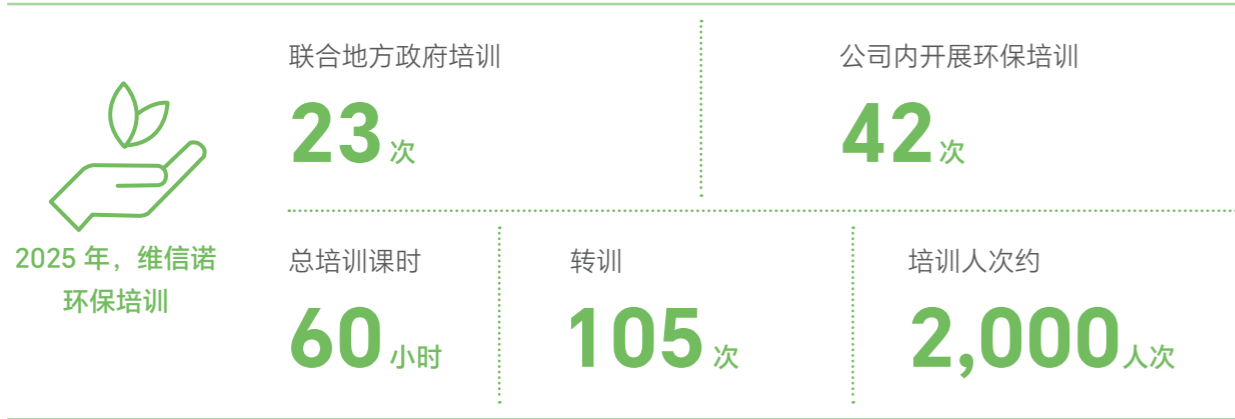 联合地方政府培训
23 次
公司内开展环保培训
42 次
2025 年，维信诺
环保培训
总培训课时
60 小时
转训
105 次
培训人次约
2,000 人次